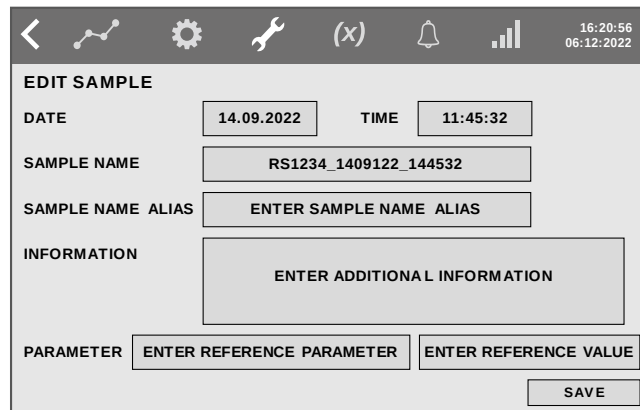 (x) 16:20:56
06:12:2022
EDIT SAMPLE
DATE 14.09.2022 TIME 11:45:32
SAMPLE NAME RS1234_1409122_144532
SAMPLE NAME ALIAS ENTER SAMPLE NAME ALIAS
INFORMATION
ENTER ADDITIONAL INFORMATION
PARAMETER ENTER REFERENCE PARAMETER ENTER REFERENCE VALUE
SAVE